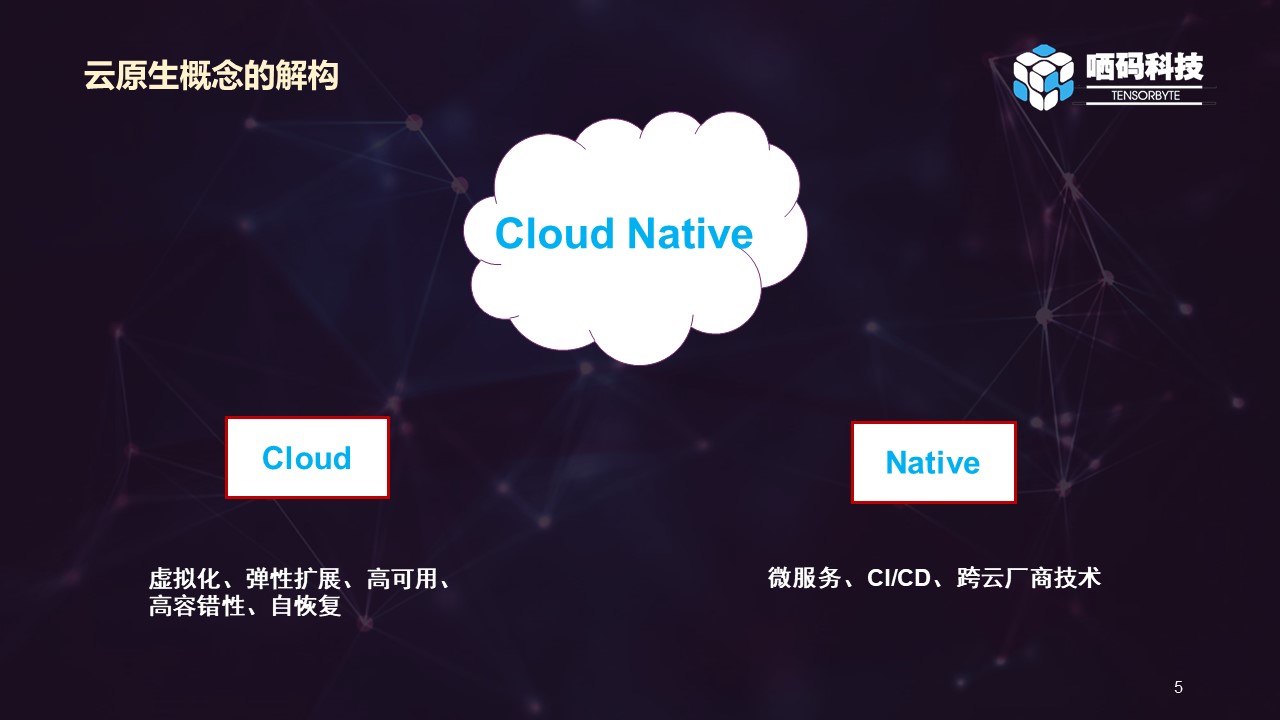 云原生概念的解构
哂码科技
TENSORBYTE
Cloud Native
Cloud
Native
虚拟化、弹性扩展、高可用、
高容错性、自恢复
微服务、CI/CD、跨云厂商技术
5